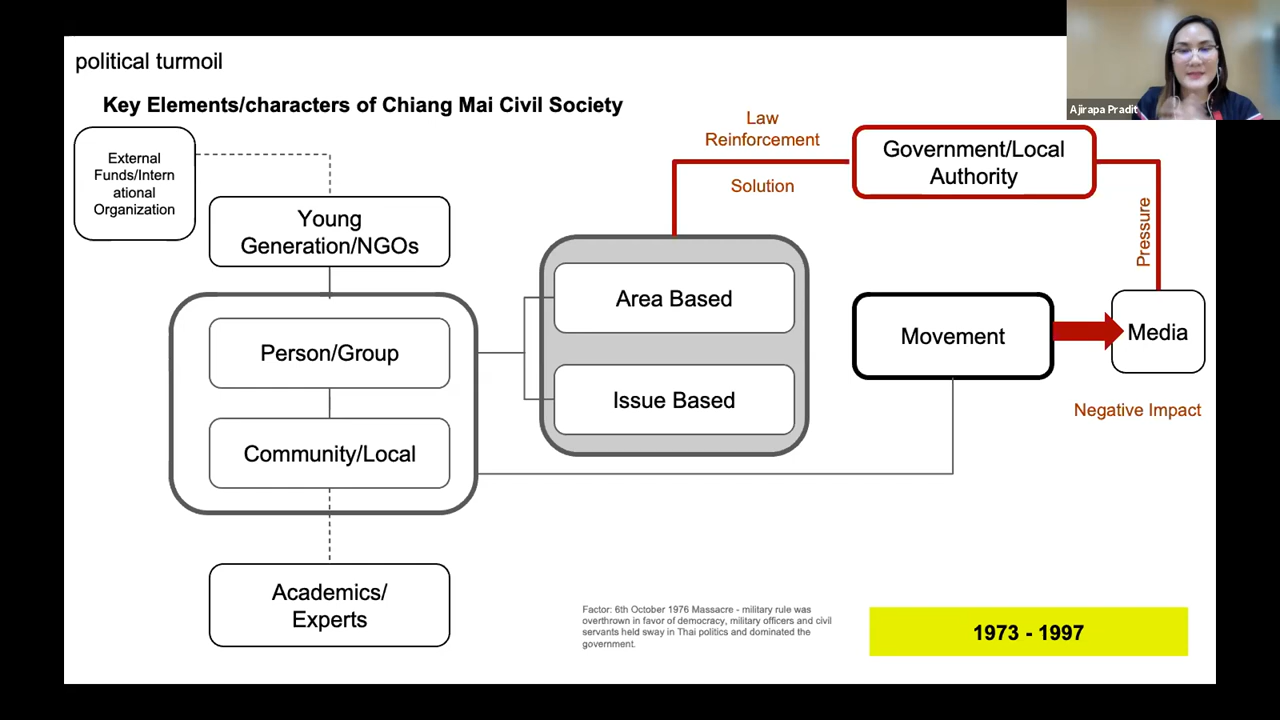 political turmoil
Key Elements/characters of Chiang Mai Civil Society
Ajirapa Pradit
External
Funds/Intern
ational
Organization
Young
Generation/NGOs
Person/Group
Community/Local
Academics/
Experts
Area Based
Issue Based
Law
Reinforcement
Solution
Government/Local
Authority
Pressure
Movement
Media
Negative Impact
Factor: 6th October 1976 Massacre - military rule was
overthrown in favor of democracy, military officers and civil
servants held sway in Thai politics and dominated the
government.
1973 - 1997